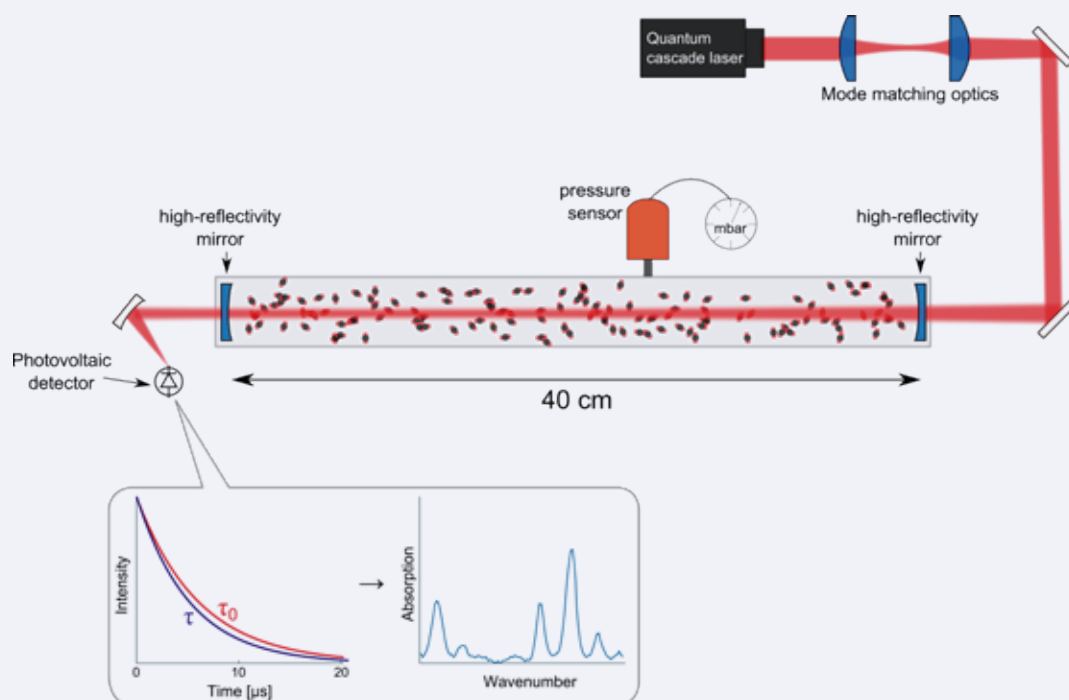 Quantum
cascade laser
Mode matching optics
pressure
sensor
mbar
high-reflectivity
mirror
high-reflectivity
mirror
Photovoltaic
detector
40 cm
Intensity
τ
τ0
0
10
20
Time [µs]
→
Absorption
Wavenumber